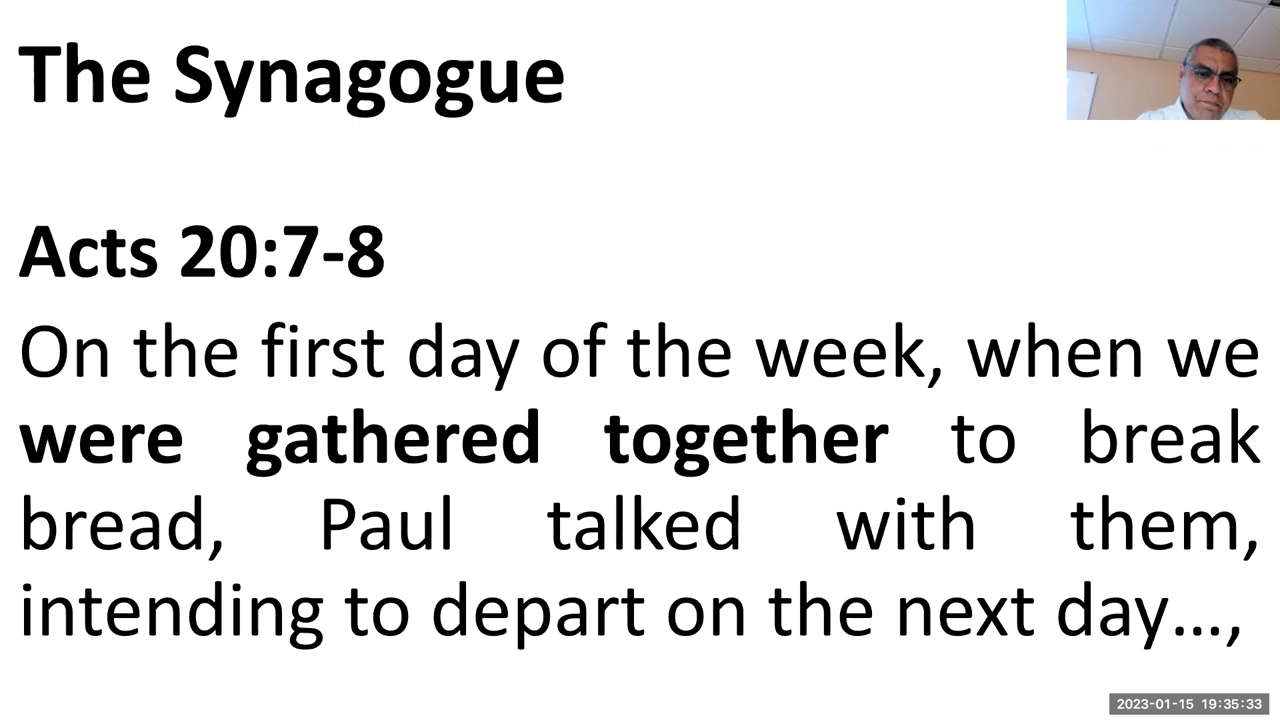 The Synagogue
Acts 20:7-8
On the first day of the week, when we
were gathered together to break
bread, Paul talked with them,
intending to depart on the next day…,
2023-01-15 19:35:33